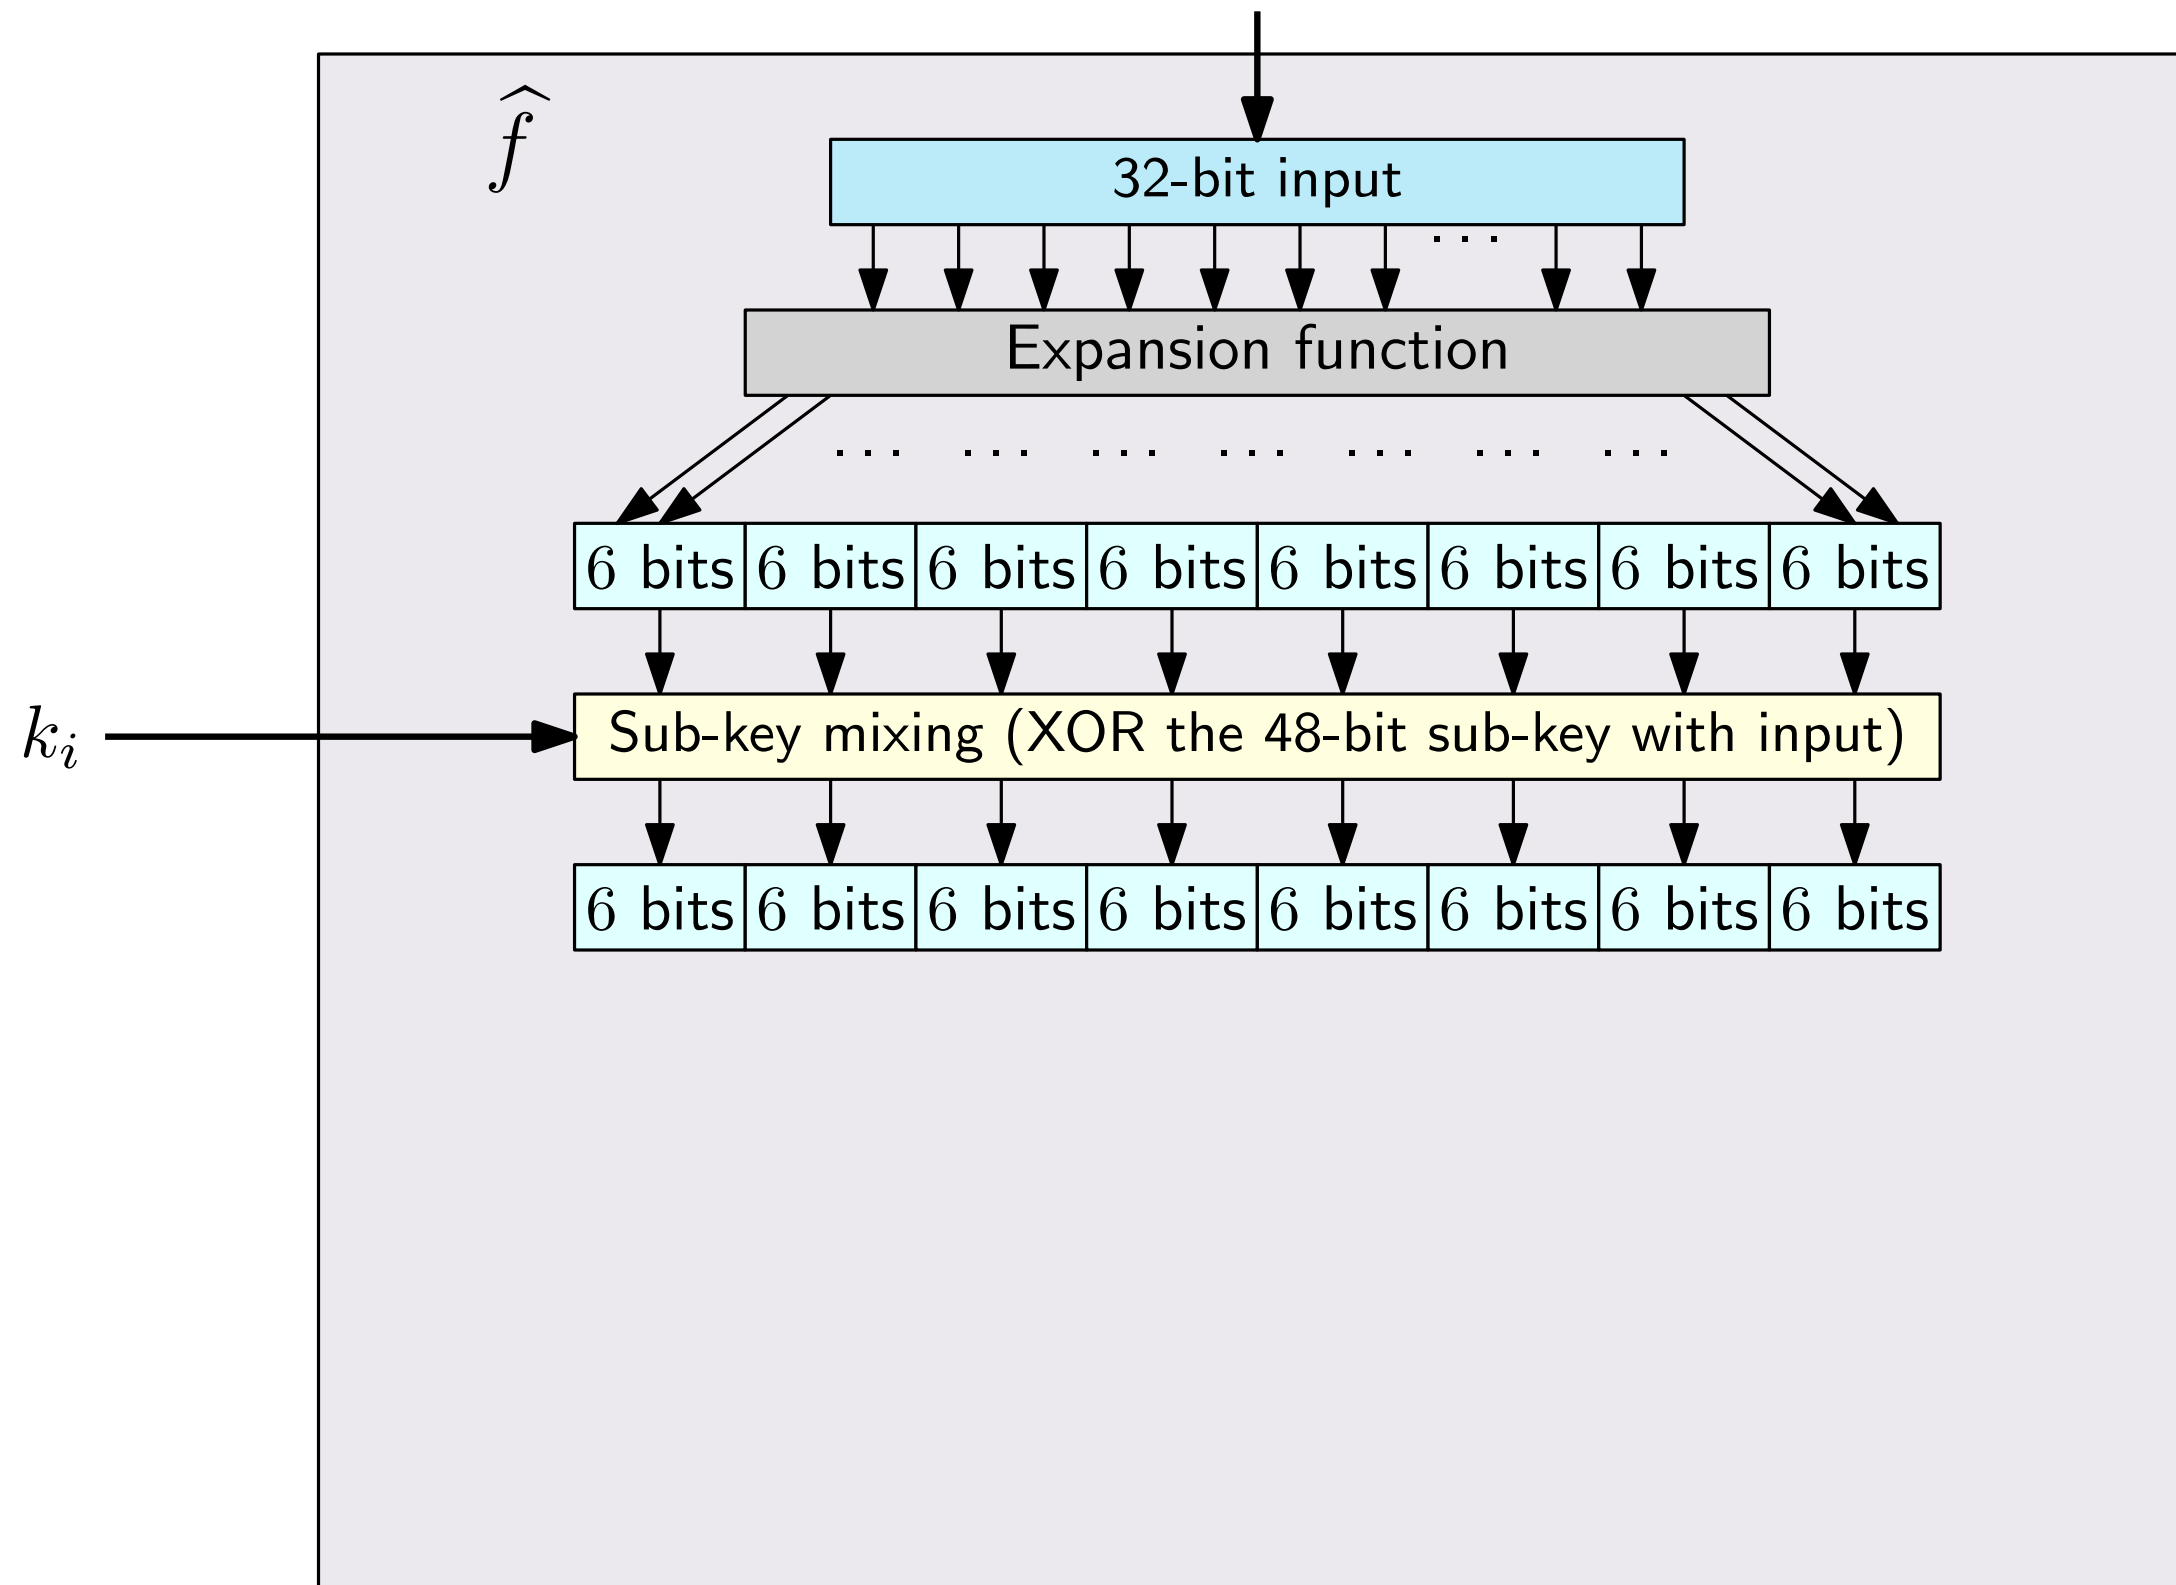 $\widehat{f}$
32-bit input
. . .
Expansion function
. . . . . . . . . . . . . . . . . . . . .
6 bits 6 bits 6 bits 6 bits 6 bits 6 bits 6 bits 6 bits
$k_i$ Sub-key mixing (XOR the 48-bit sub-key with input)
6 bits 6 bits 6 bits 6 bits 6 bits 6 bits 6 bits 6 bits